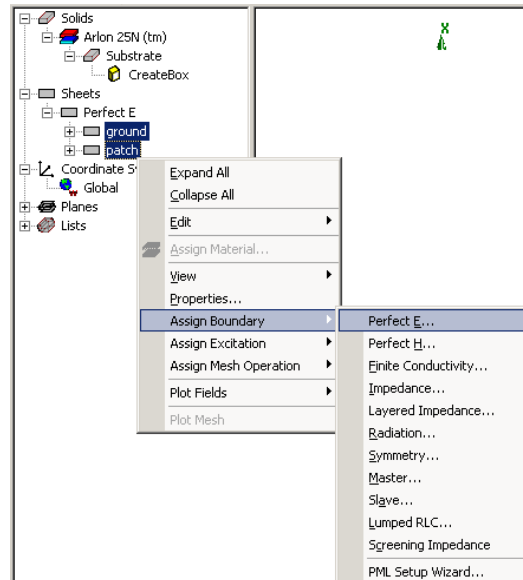 Solids
Arlon 25N (tm)
Substrate
CreateBox
Sheets
Perfect E
ground
patch
Coordinate Sy
Global
Planes
Lists
X
Expand All
Collapse All
Edit
Assign Material...
View
Properties...
Assign Boundary
Assign Excitation
Assign Mesh Operation
Plot Fields
Plot Mesh
Perfect E...
Perfect H...
Finite Conductivity...
Impedance...
Layered Impedance...
Radiation...
Symmetry...
Master...
Slave...
Lumped RLC...
Screening Impedance
PML Setup Wizard...